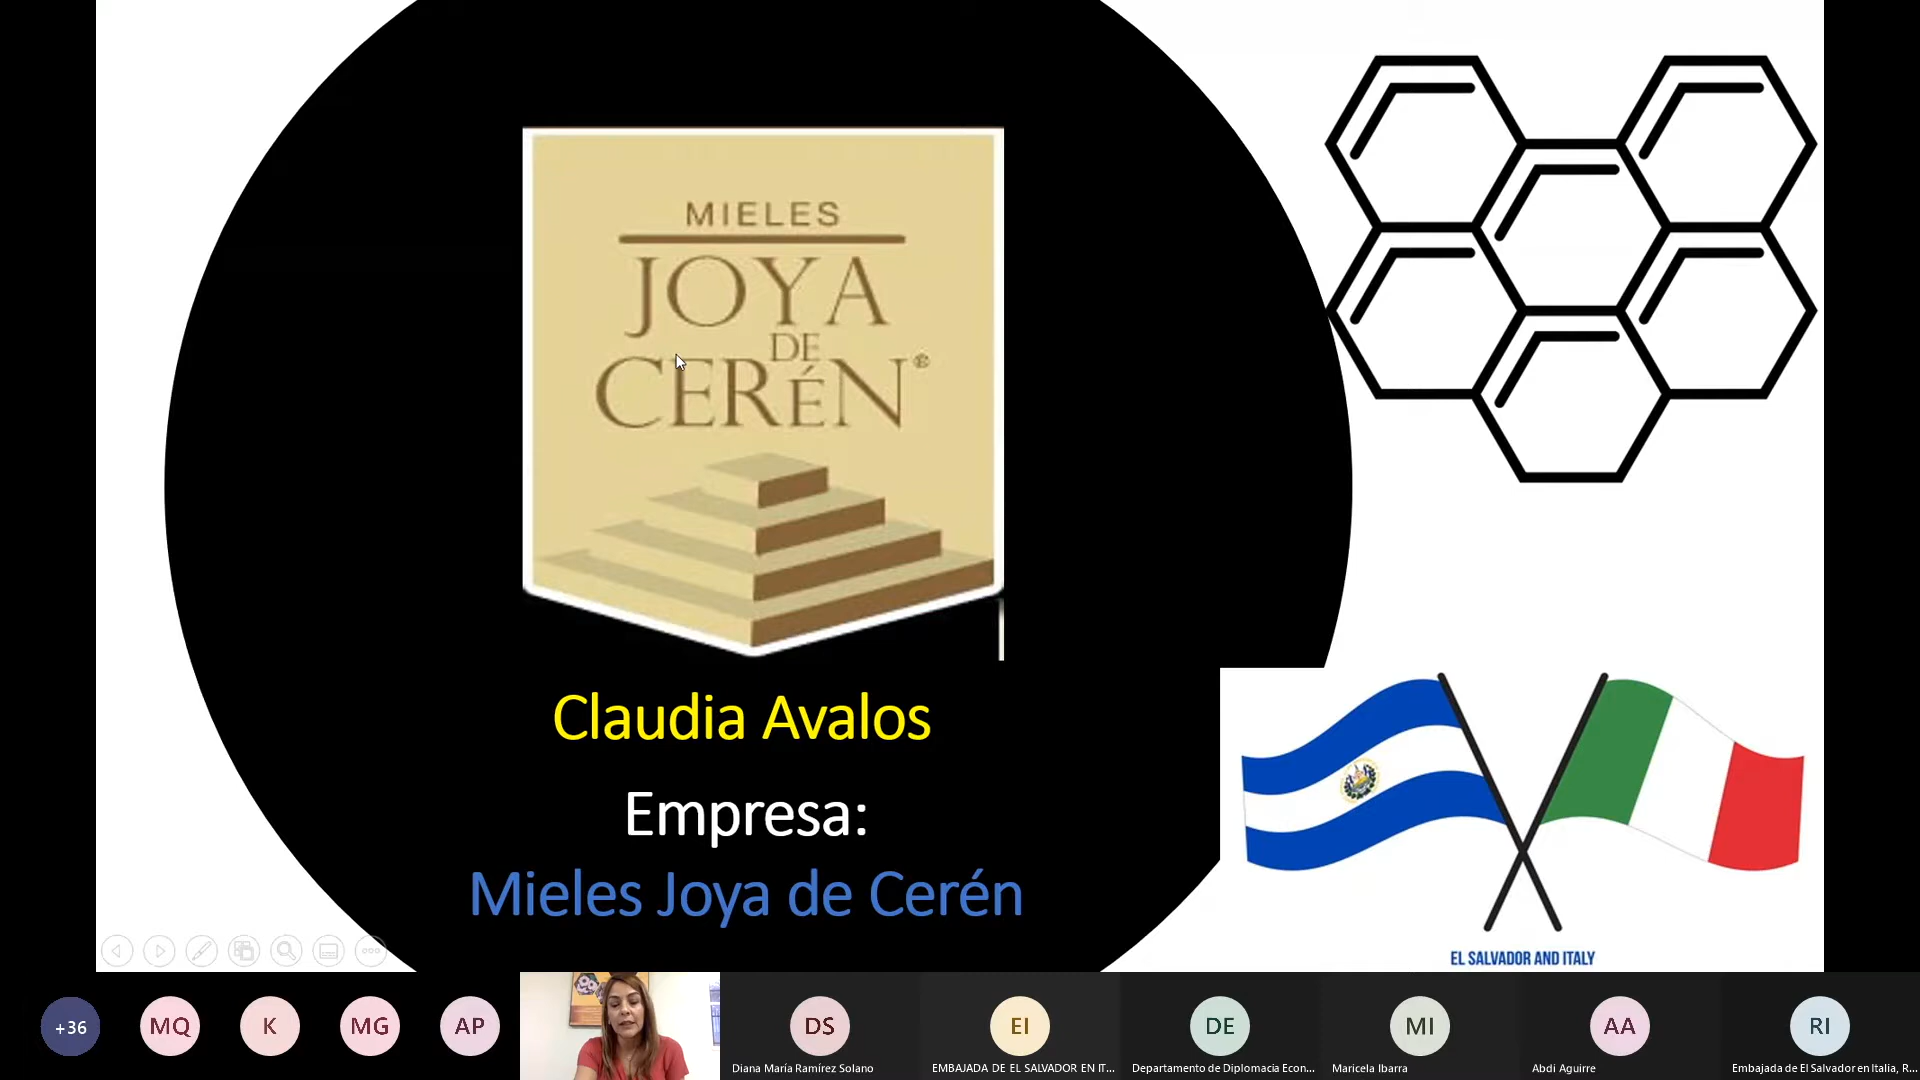 MIELES
JOYA
DE
CERéN®
Claudia Avalos
Empresa:
Mieles Joya de Cerén
EL SALVADOR AND ITALY
+36
MQ
K
MG
AP
DS
EI
DE
MI
AA
RI
Diana María Ramírez Solano
EMBAJADA DE EL SALVADOR EN IT...
Departamento de Diplomacia Econ...
Maricela Ibarra
Abdi Aguirre
Embajada de El Salvador en Italia, R...